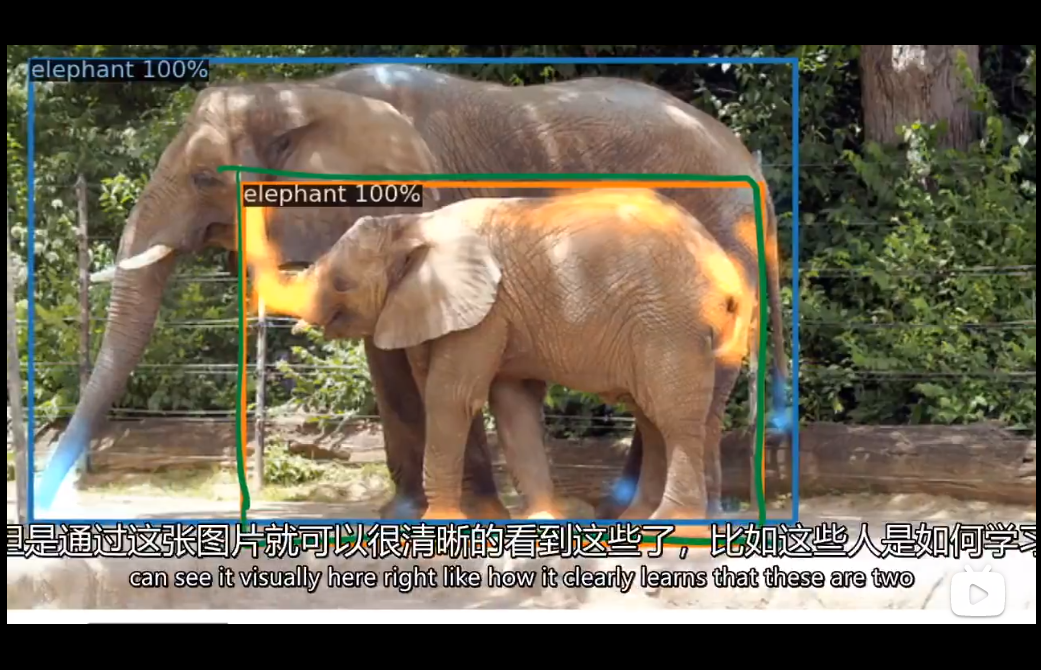 elephant 100%
elephant 100%
但是通过这张图片就可以很清晰的看到这些了，比如这些人是如何学习
can see it visually here right like how it clearly learns that these are two